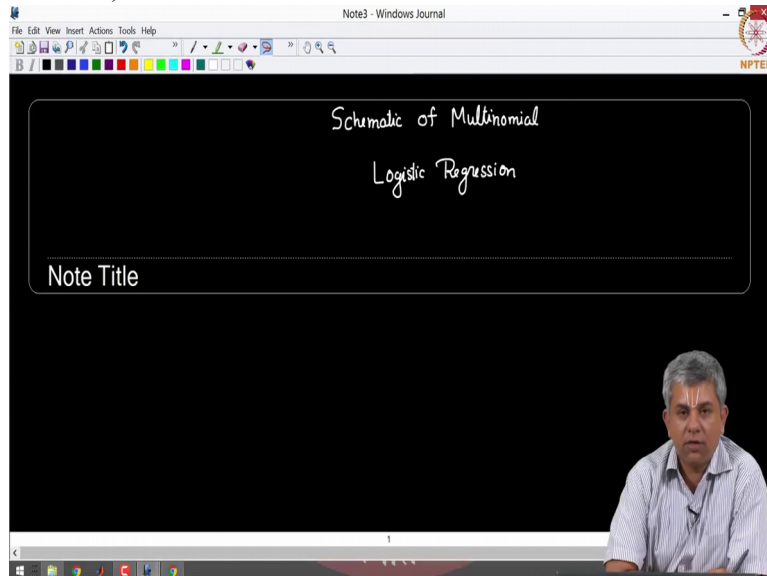 Note3 - Windows Journal
File Edit View Insert Actions Tools Help
NPTEL
B I
Schematic of Multinomial
Logistic Regression
Note Title
1